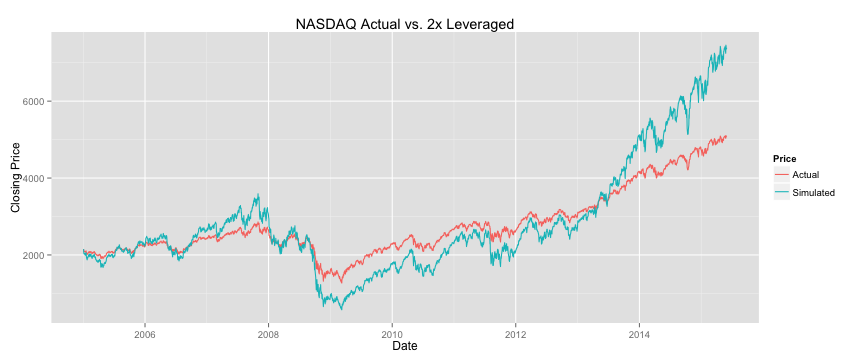 NASDAQ Actual vs. 2x Leveraged
Closing Price
6000
4000
2000
2006 2008 2010 2012 2014
Date
Price
Actual
Simulated